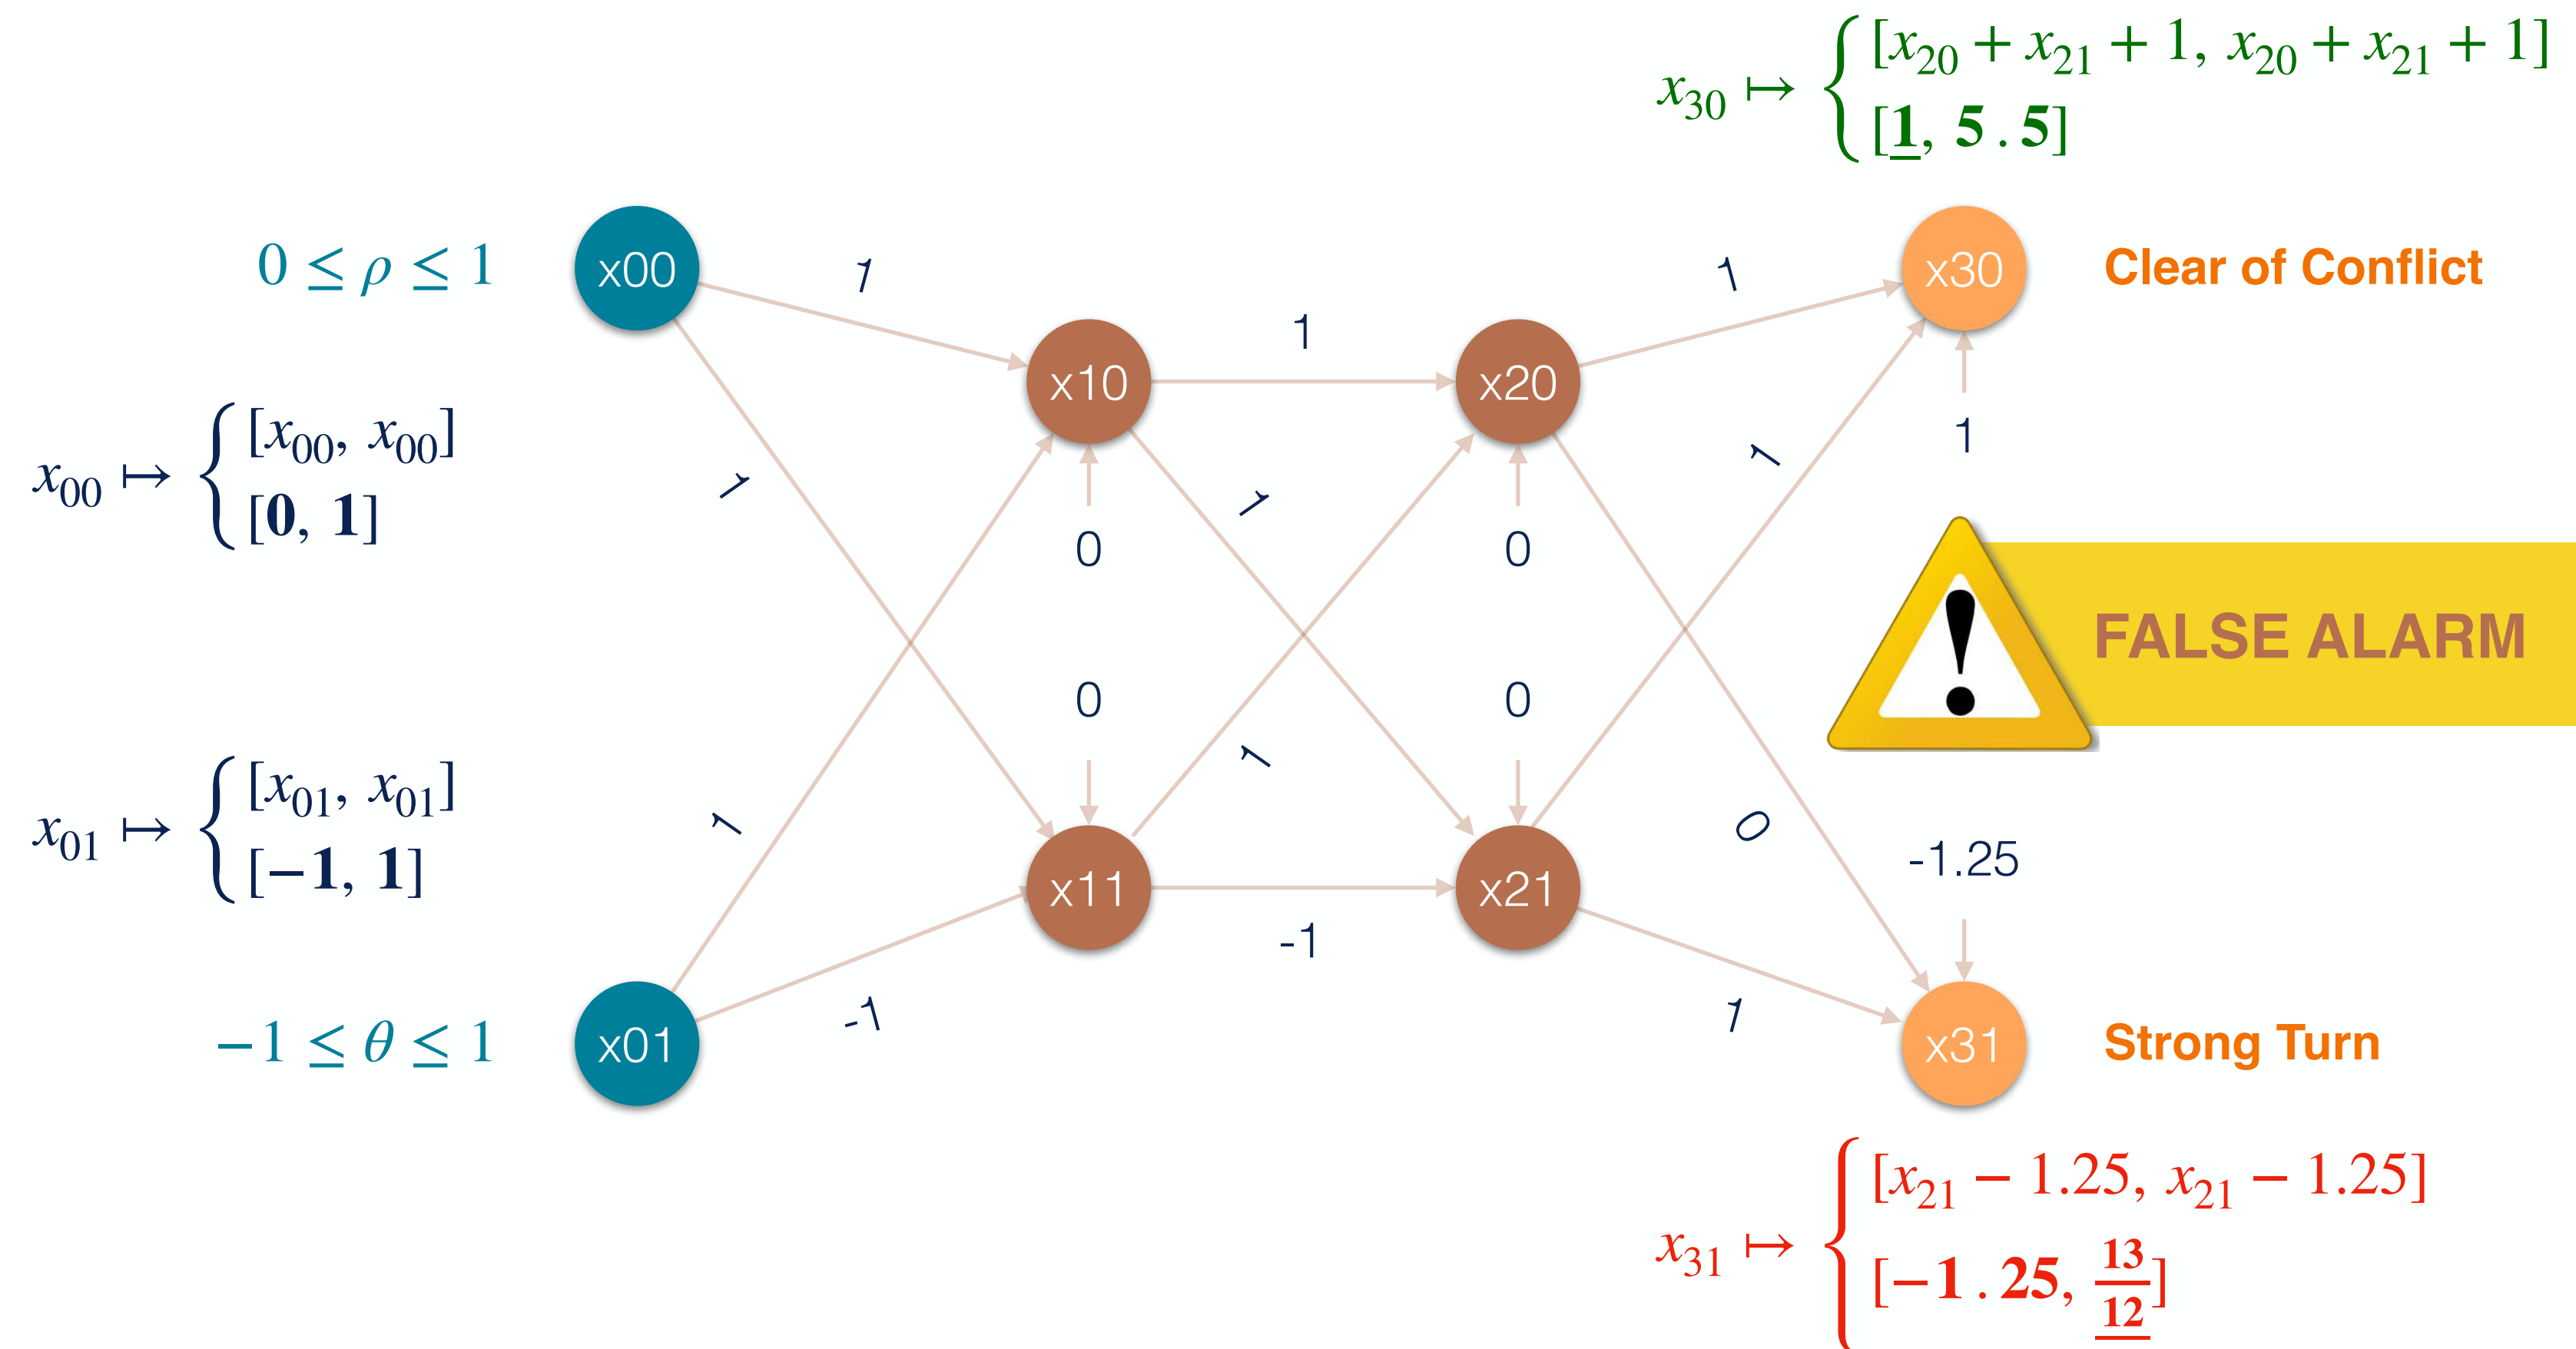 x₃₀ ↦ { [x₂₀ + x₂₁ + 1, x₂₀ + x₂₁ + 1]
[1, 5.5]
0 ≤ ρ ≤ 1
x00
1
1
x30
Clear of Conflict
x10
1
x20
x₀₀ ↦ { [x₀₀, x₀₀]
[0, 1]
1
1
1
1
0
0
FALSE ALARM
0
0
x₀₁ ↦ { [x₀₁, x₀₁]
[−1, 1]
1
1
0
-1.25
x11
-1
x21
−1 ≤ θ ≤ 1
x01
-1
1
x31
Strong Turn
x₃₁ ↦ { [x₂₁ − 1.25, x₂₁ − 1.25]
[−1.25, 13/12]